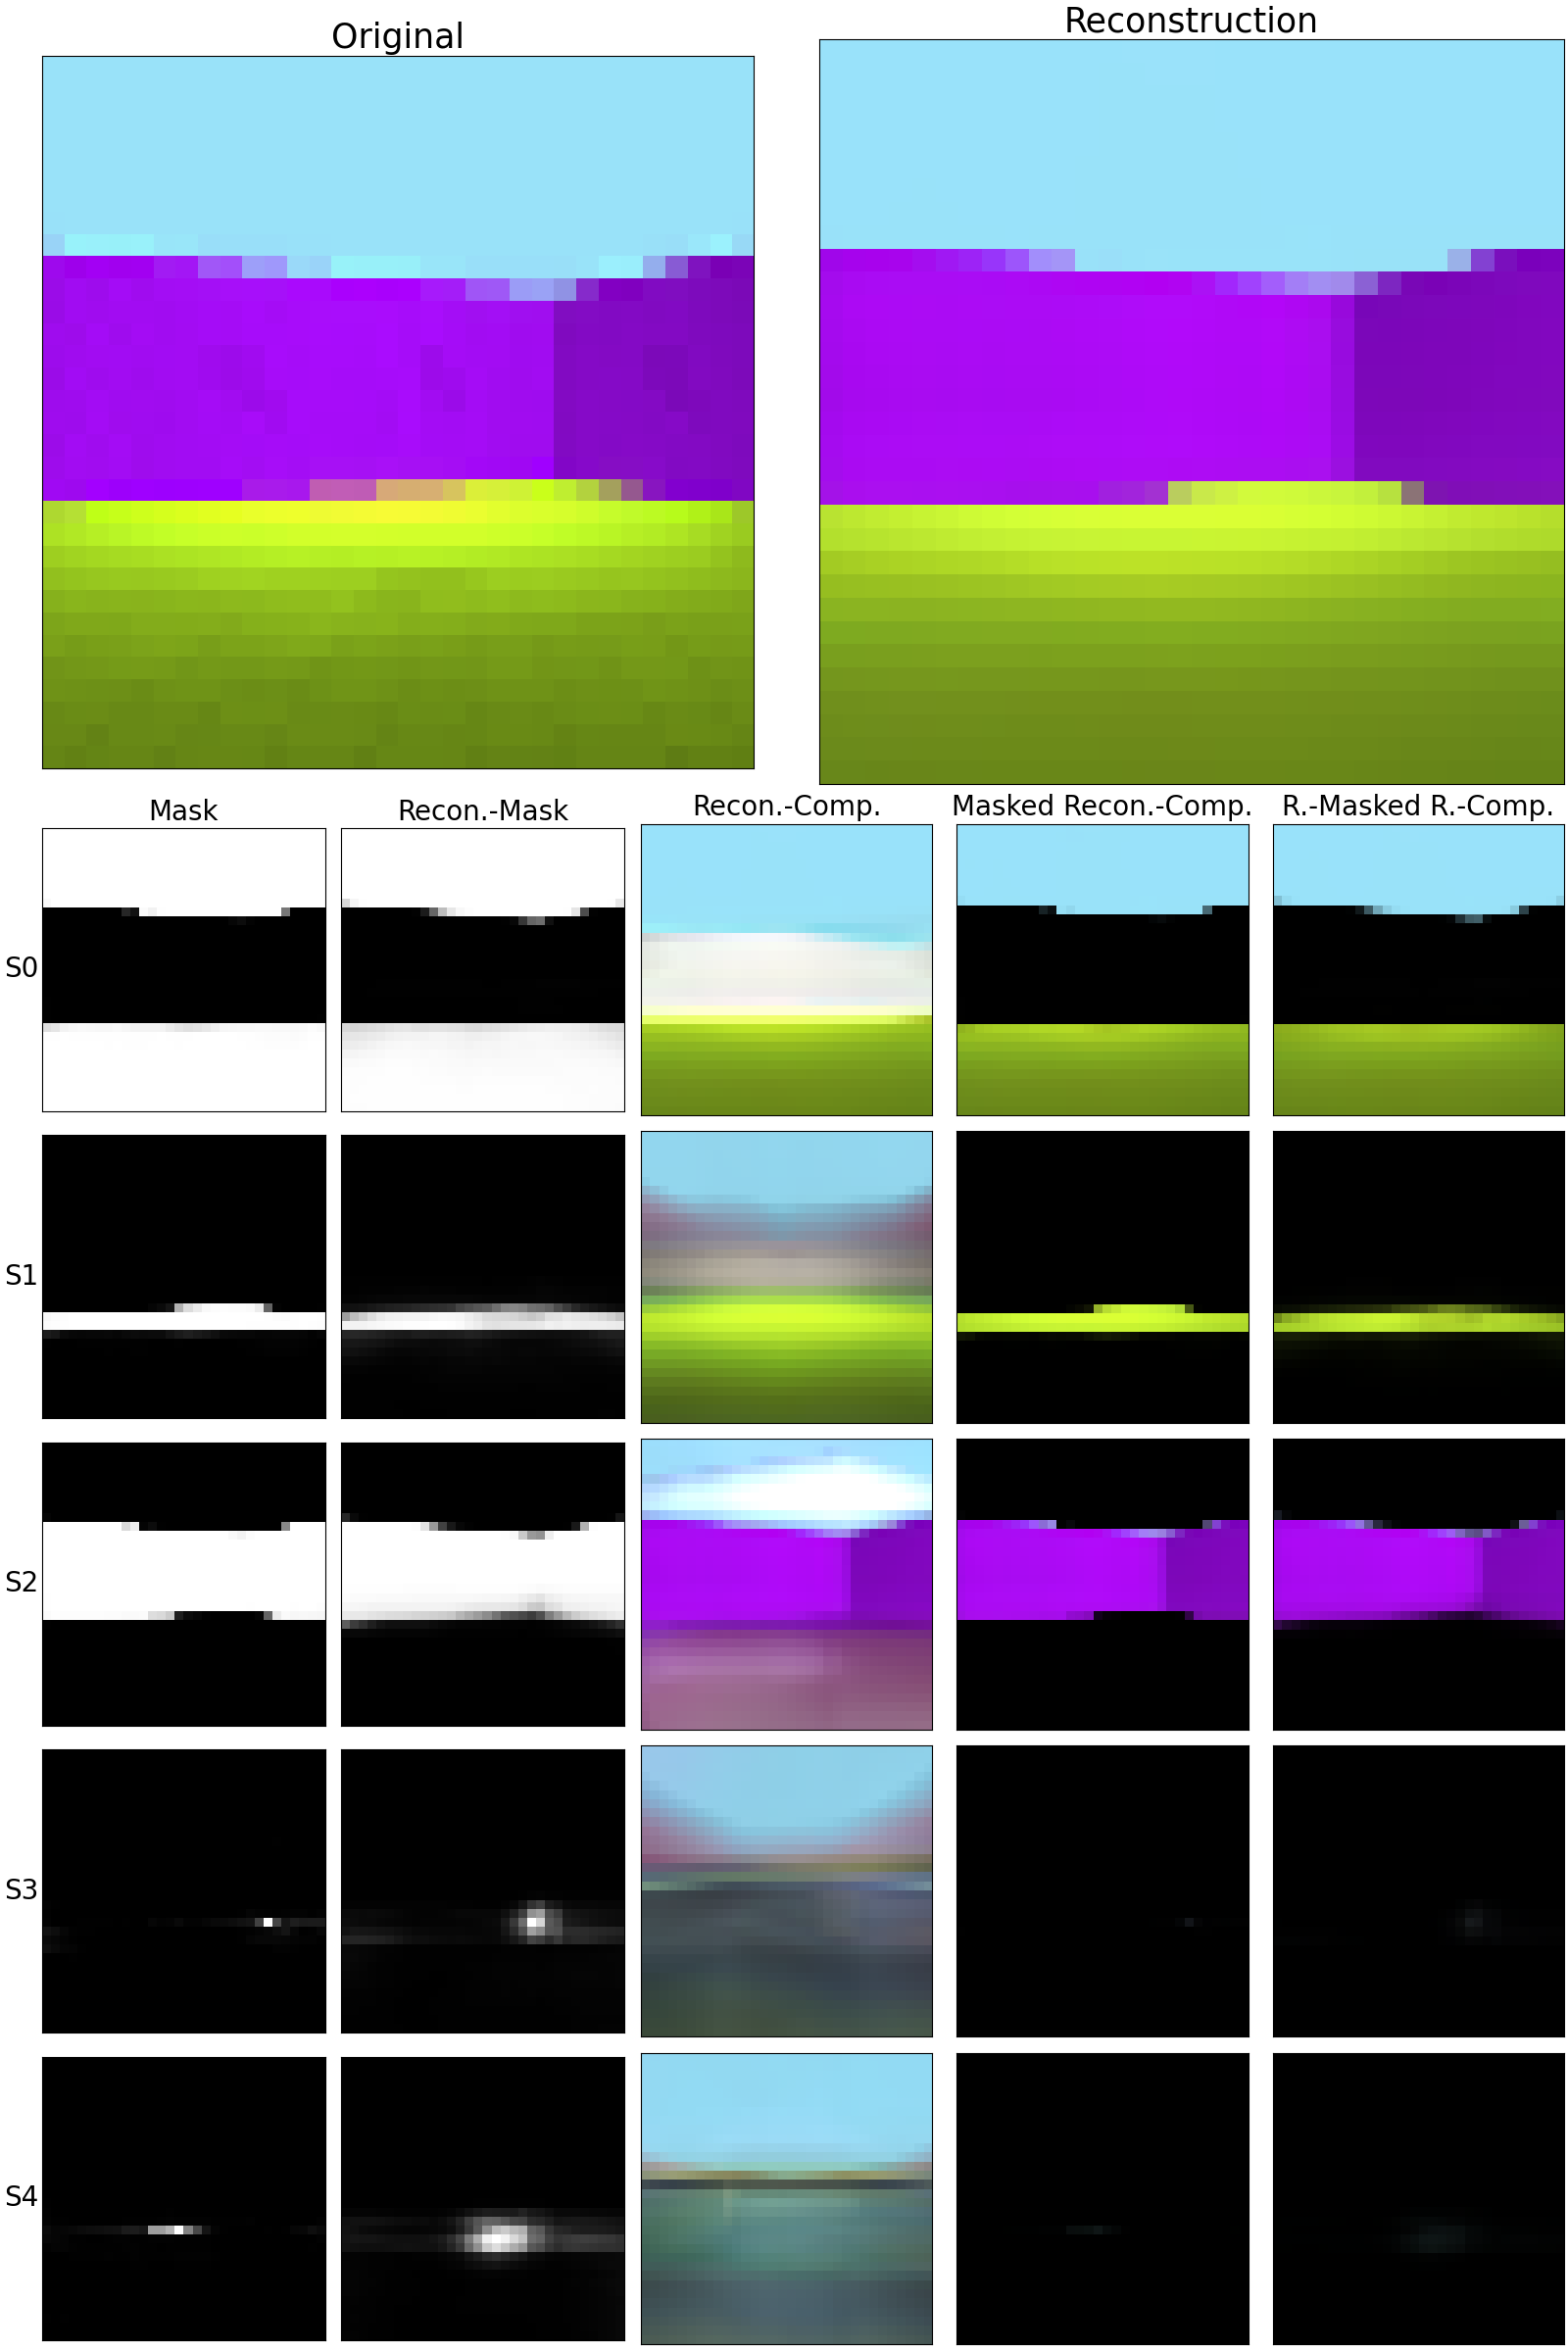 Original
Reconstruction
Mask
Recon.-Mask
Recon.-Comp.
Masked Recon.-Comp.
R.-Masked R.-Comp.
S0
S1
S2
S3
S4